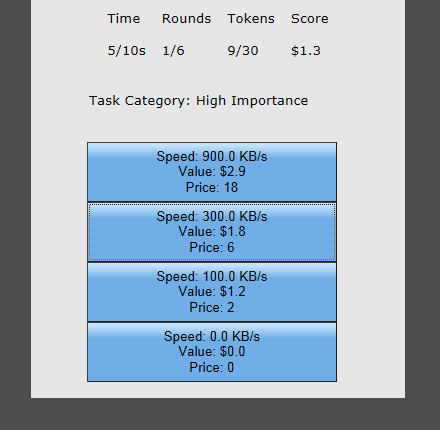 Time Rounds Tokens Score
5/10s 1/6 9/30 $1.3
Task Category: High Importance
Speed: 900.0 KB/s
Value: $2.9
Price: 18
Speed: 300.0 KB/s
Value: $1.8
Price: 6
Speed: 100.0 KB/s
Value: $1.2
Price: 2
Speed: 0.0 KB/s
Value: $0.0
Price: 0